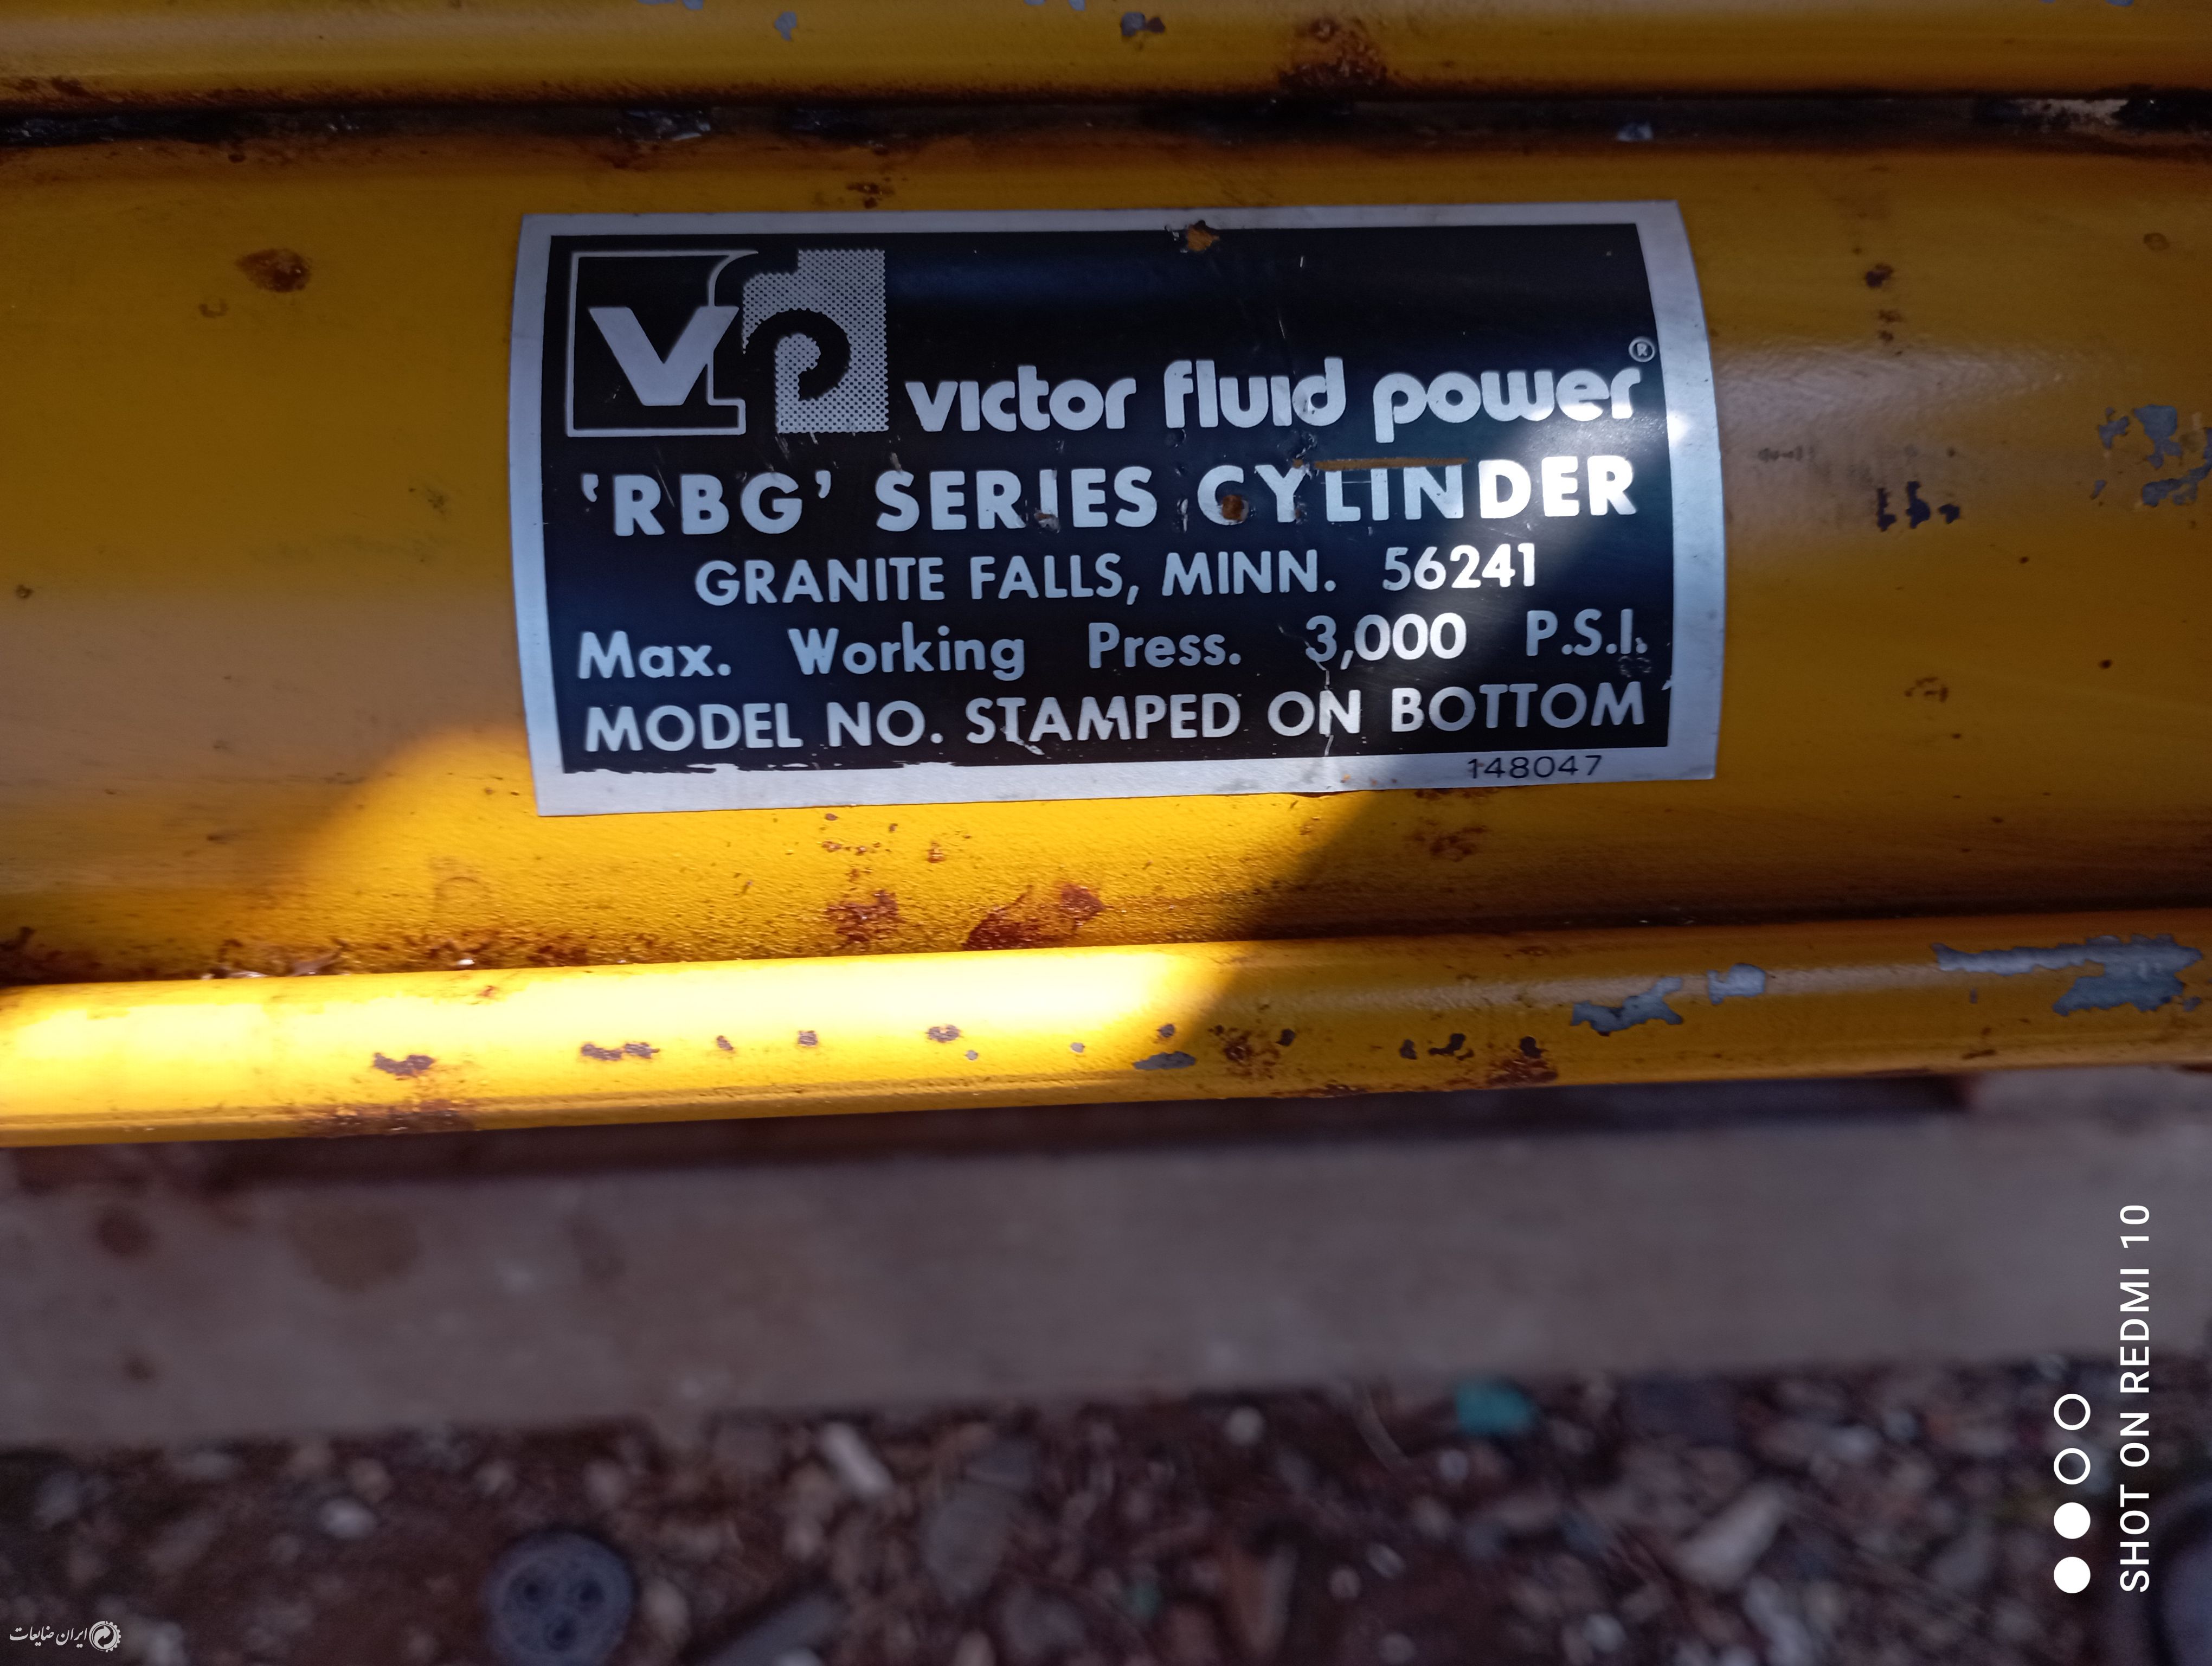 victor fluid power®
'RBG' SERIES CYLINDER
GRANITE FALLS, MINN. 56241
Max. Working Press. 3,000 P.S.I.
MODEL NO. STAMPED ON BOTTOM
148047
SHOT ON REDMI 10
ایران ضایعات